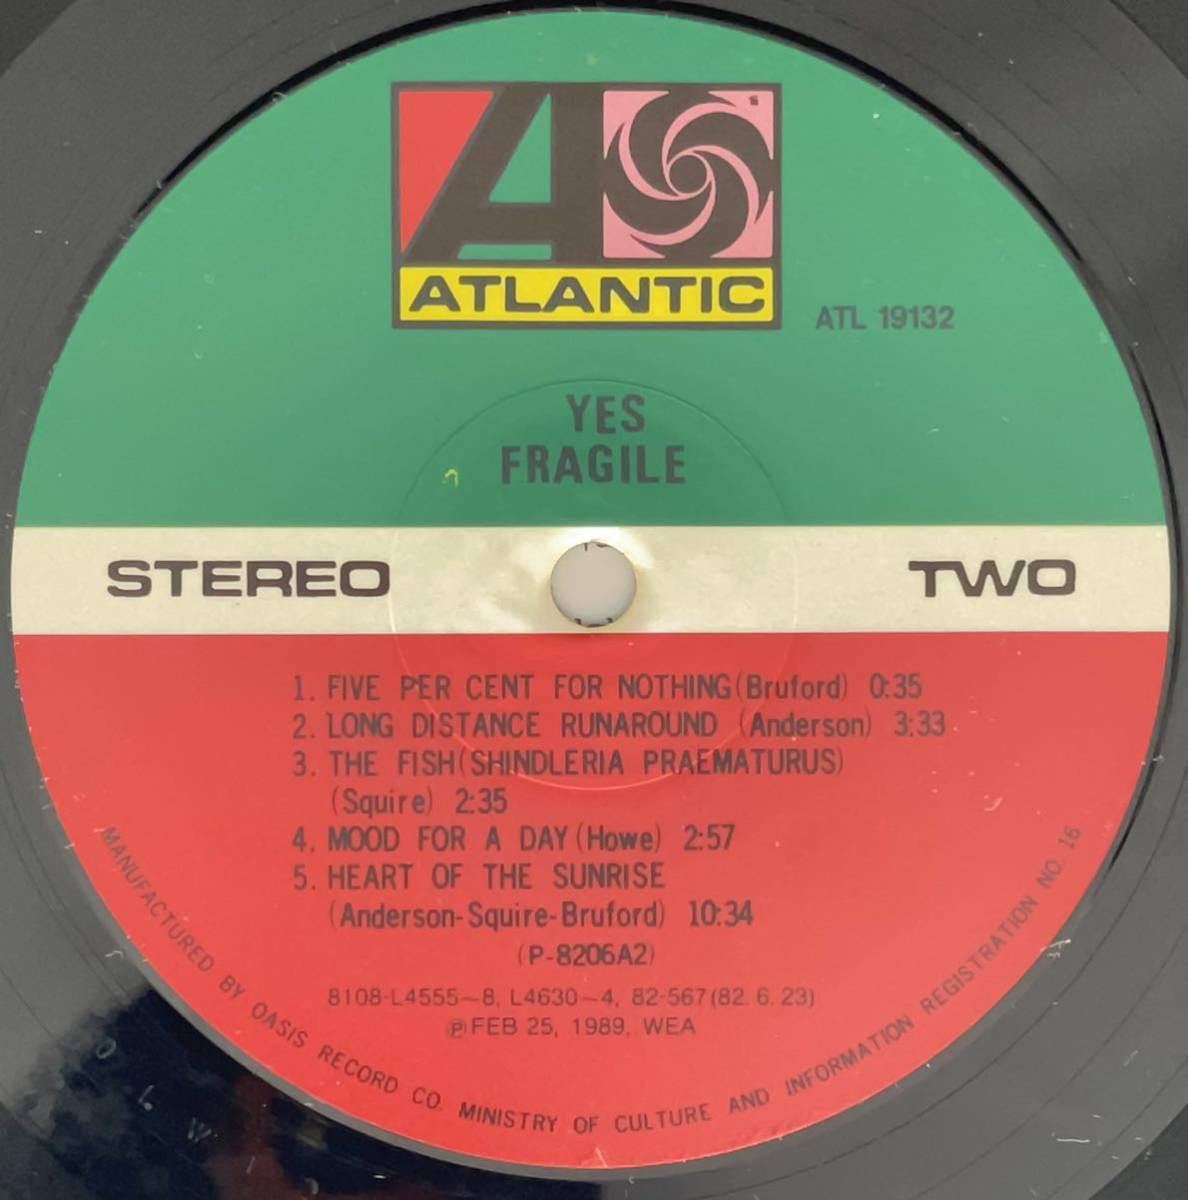 ATLANTIC
ATL 19132
YES
FRAGILE
STEREO
TWO
1. FIVE PER CENT FOR NOTHING (Bruford) 0:35
2. LONG DISTANCE RUNAROUND (Anderson) 3:33
3. THE FISH (SHINDLERIA PRAEMATURUS)
(Squire) 2:35
4. MOOD FOR A DAY (Howe) 2:57
5. HEART OF THE SUNRISE
(Anderson-Squire-Bruford) 10:34
(P-8206A2)
8108-L4555~8, L4630~4, 82-567(82. 6. 23)
℗ FEB 25, 1989, WEA
MANUFACTURED BY OASIS RECORD CO. MINISTRY OF CULTURE AND INFORMATION REGISTRATION NO. 16